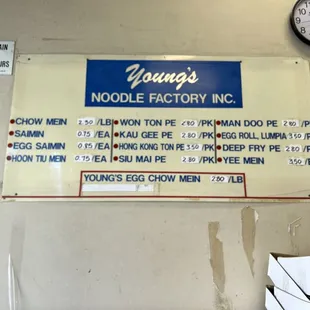 Young's
NOODLE FACTORY INC.
CHOW MEIN 2.50/LB
SAIMIN 0.75/EA
EGG SAIMIN 0.85/EA
HOON TIU MEIN 0.75/EA
WON TON PE 2.80/PK
KAU GEE PE 2.80/PK
HONG KONG TON PE 3.50/PK
SIU MAI PE 2.80/PK
MAN DOO PE 2.80/P
EGG ROLL, LUMPIA 3.50/P
DEEP FRY PE 2.80/P
YEE MEIN 3.50/P
YOUNG'S EGG CHOW MEIN 2.80/LB